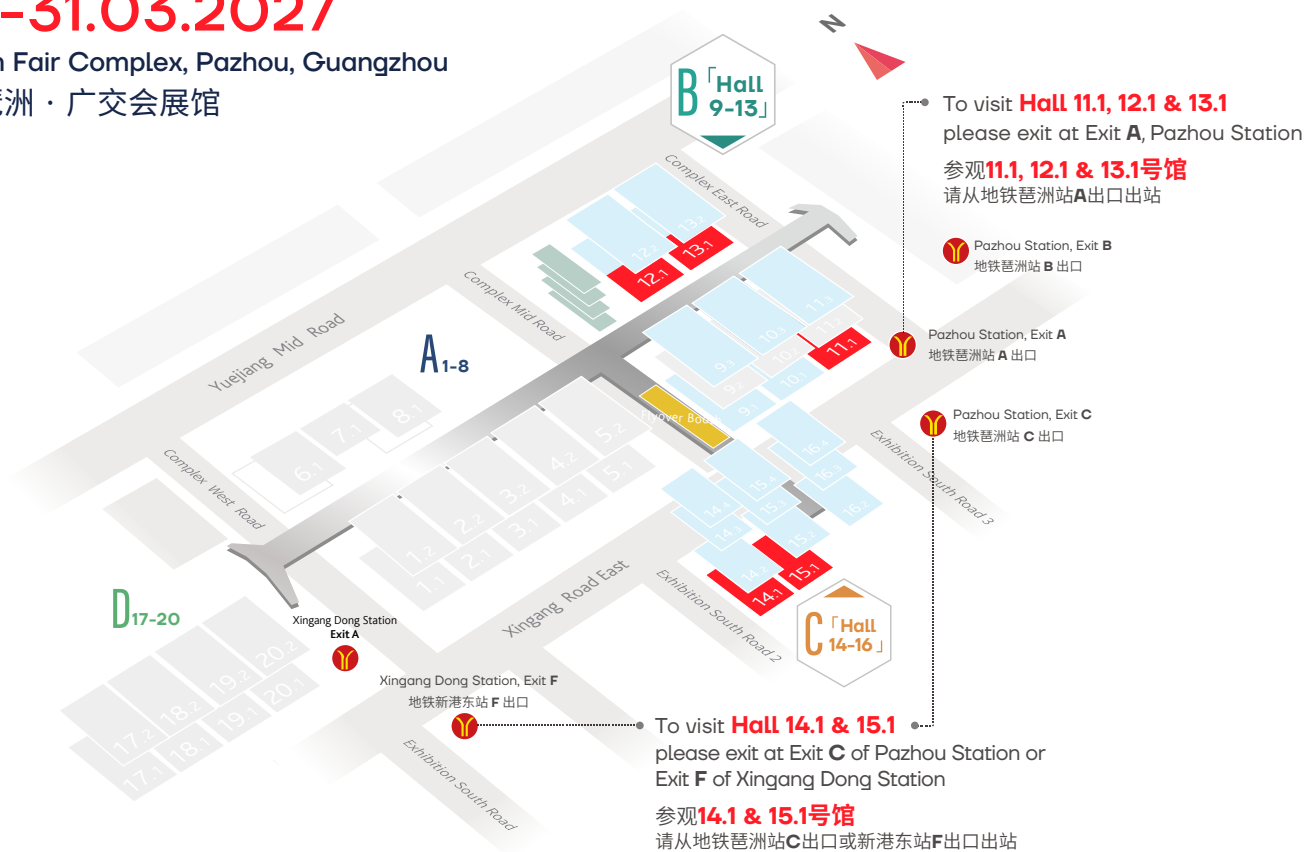 -31.03.2027
Fair Complex, Pazhou, Guangzhou
洲 · 广交会展馆
N
B「Hall
9-13」
To visit Hall 11.1, 12.1 & 13.1
please exit at Exit A, Pazhou Station
参观11.1, 12.1 & 13.1号馆
请从地铁琶洲站A出口出站
Pazhou Station, Exit B
地铁琶洲站 B 出口
Pazhou Station, Exit A
地铁琶洲站 A 出口
Pazhou Station, Exit C
地铁琶洲站 C 出口
Complex East Road
Complex Mid Road
Yuejiang Mid Road
Complex West Road
Xingang Road East
Exhibition South Road 3
Exhibition South Road 2
Exhibition South Road
13.2
12.2
13.1
12.1
11.3
10.3
9.3
11.2
10.2
9.2
11.1
10.1
9.1
A 1-8
8.1
7.1
6.1
5.2
4.2
3.2
2.2
1.2
5.1
4.1
3.1
2.1
1.1
16.4
15.4
14.4
16.3
15.3
14.3
16.2
15.2
14.2
15.1
14.1
C「Hall
14-16」
D 17-20
20.2
19.2
18.2
17.2
20.1
19.1
18.1
17.1
Xingang Dong Station
Exit A
Xingang Dong Station, Exit F
地铁新港东站 F 出口
To visit Hall 14.1 & 15.1
please exit at Exit C of Pazhou Station or
Exit F of Xingang Dong Station
参观14.1 & 15.1号馆
请从地铁琶洲站C出口或新港东站F出口出站